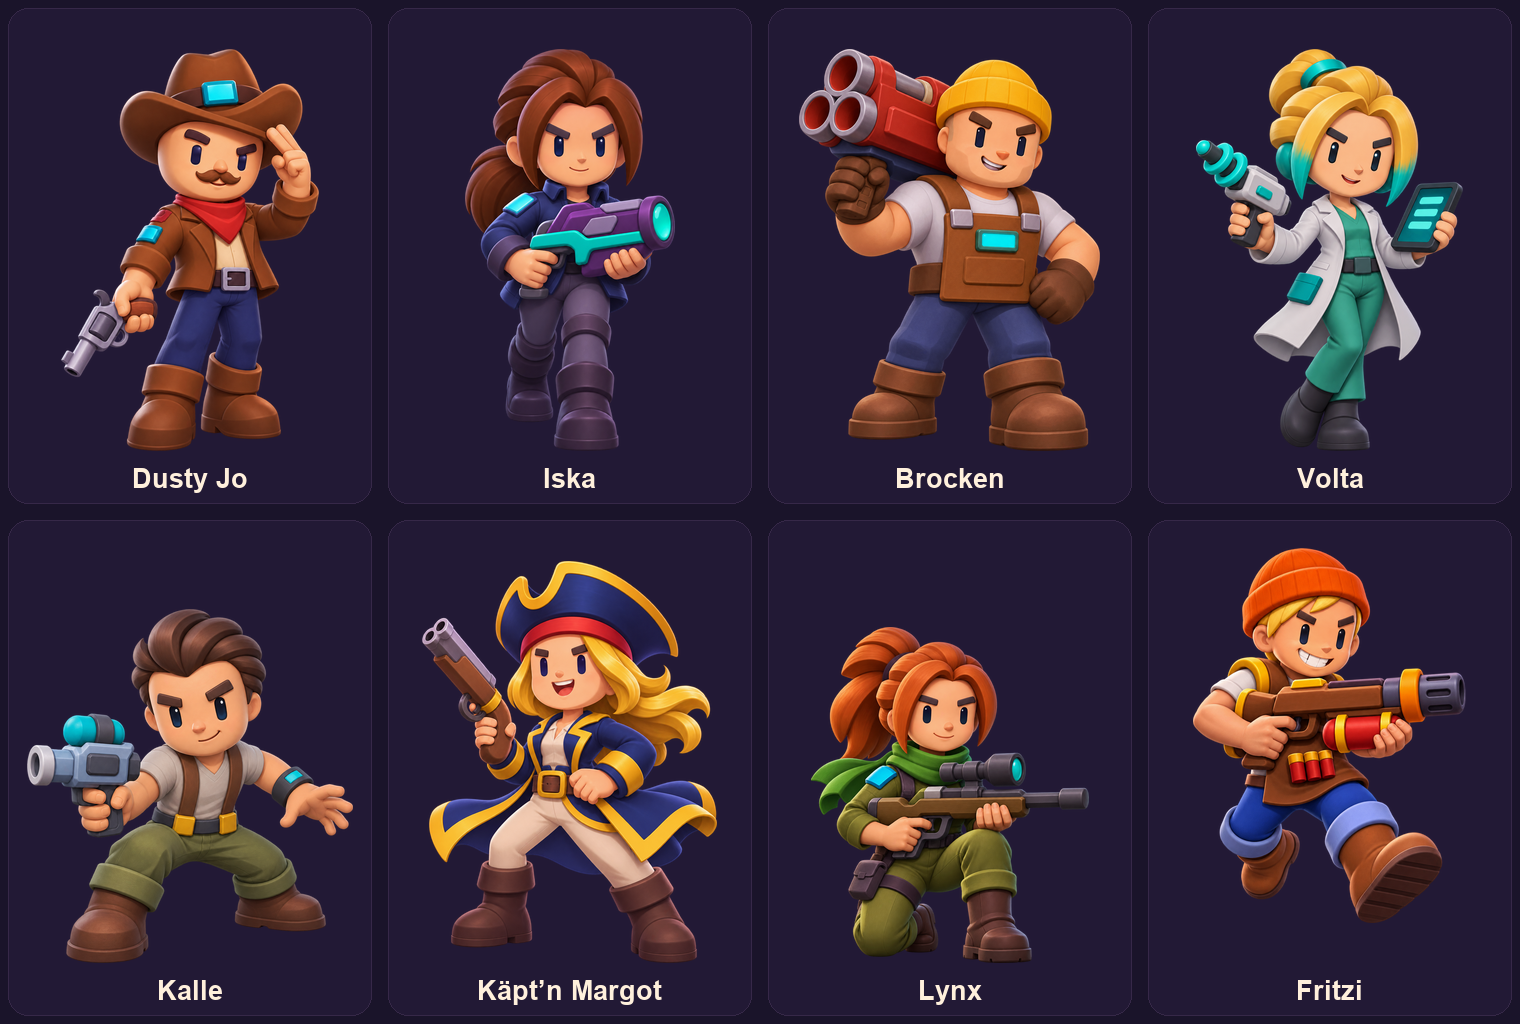 Dusty Jo
Iska
Brocken
Volta
Kalle
Käpt’n Margot
Lynx
Fritzi